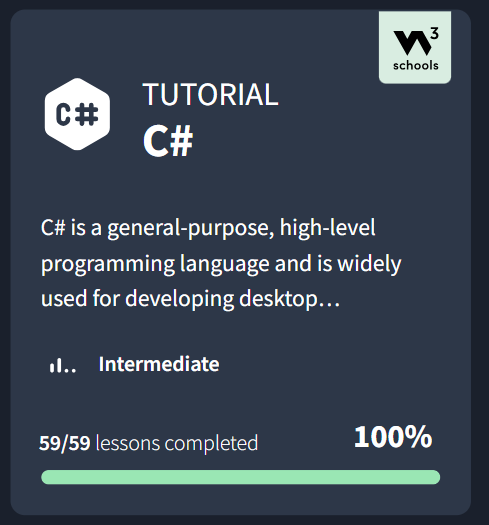 W3
schools
C#
TUTORIAL
C#
C# is a general-purpose, high-level
programming language and is widely
used for developing desktop…
Intermediate
59/59 lessons completed
100%